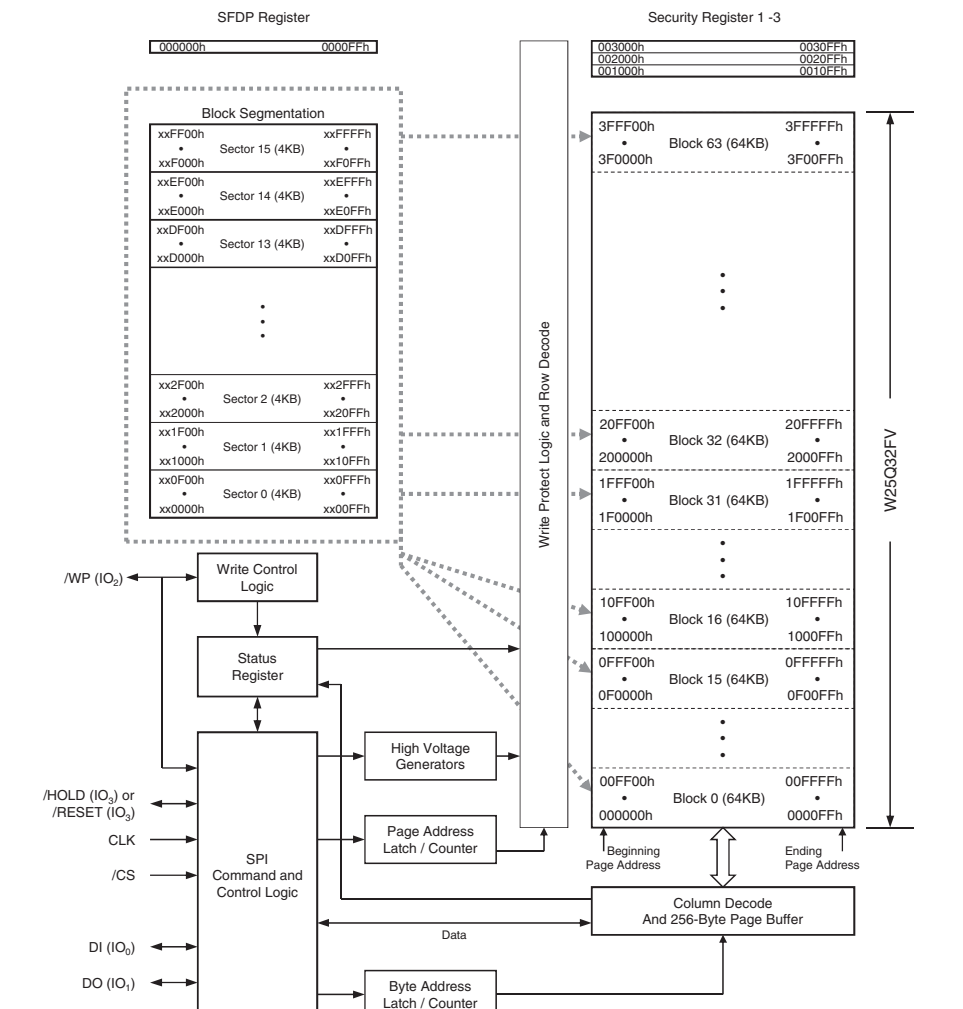 SFDP Register
000000h 0000FFh
Security Register 1 -3
003000h 0030FFh
002000h 0020FFh
001000h 0010FFh
Block Segmentation
xxFF00h xxFFFFh
• Sector 15 (4KB) •
xxF000h xxF0FFh
xxEF00h xxEFFFh
• Sector 14 (4KB) •
xxE000h xxE0FFh
xxDF00h xxDFFFh
• Sector 13 (4KB) •
xxD000h xxD0FFh
xx2F00h xx2FFFh
• Sector 2 (4KB) •
xx2000h xx20FFh
xx1F00h xx1FFFh
• Sector 1 (4KB) •
xx1000h xx10FFh
xx0F00h xx0FFFh
• Sector 0 (4KB) •
xx0000h xx00FFh
Write Protect Logic and Row Decode
3FFF00h 3FFFFFh
• Block 63 (64KB) •
3F0000h 3F00FFh
20FF00h 20FFFFh
• Block 32 (64KB) •
200000h 2000FFh
1FFF00h 1FFFFFh
• Block 31 (64KB) •
1F0000h 1F00FFh
10FF00h 10FFFFh
• Block 16 (64KB) •
100000h 1000FFh
0FFF00h 0FFFFFh
• Block 15 (64KB) •
0F0000h 0F00FFh
00FF00h 00FFFFh
• Block 0 (64KB) •
000000h 0000FFh
W25Q32FV
Beginning
Page Address
Ending
Page Address
/WP (IO2)
Write Control
Logic
Status
Register
High Voltage
Generators
/HOLD (IO3) or
/RESET (IO3)
CLK
/CS
DI (IO0)
DO (IO1)
SPI
Command and
Control Logic
Page Address
Latch / Counter
Column Decode
And 256-Byte Page Buffer
Data
Byte Address
Latch / Counter